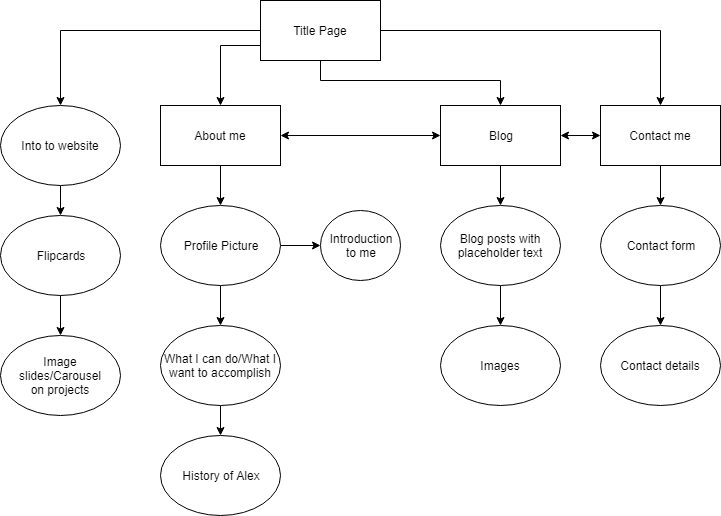 Title Page
Into to website
About me
Blog
Contact me
Flipcards
Profile Picture
Introduction
to me
Blog posts with
placeholder text
Contact form
Image
slides/Carousel
on projects
What I can do/What I
want to accomplish
Images
Contact details
History of Alex